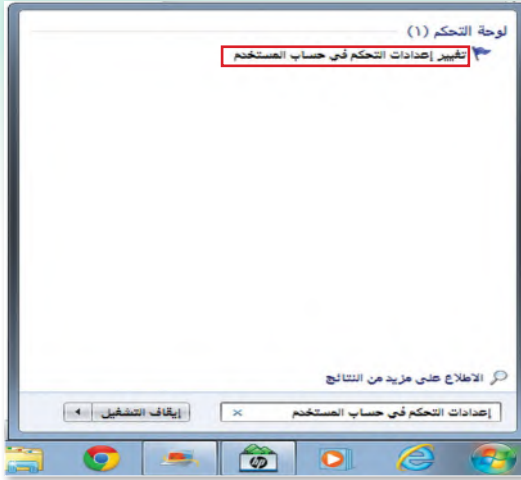 لوحة التحكم (١)
تغيير إعدادات التحكم في حساب المستخدم
الاطلاع على مزيد من النتائج
إعدادات التحكم في حساب المستخدم
إيقاف التشغيل
hp